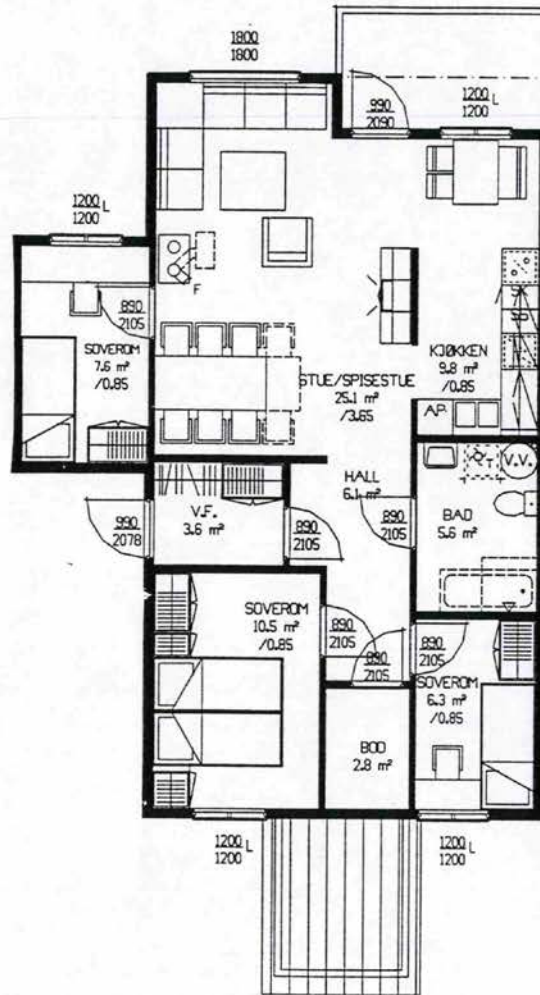 1800
1800
990
2090
1200 L
1200
1200 L
1200
890
2105
F
SOVEROM
7.6 m²
/0.85
KJØKKEN
9.8 m²
/0.85
STUE/SPISESTUE
25.1 m²
/3.65
AP.
HALL
6.1 m²
T
V.V.
V.F.
3.6 m²
990
2078
890
2105
890
2105
BAD
5.6 m²
SOVEROM
10.5 m²
/0.85
890
2105
890
2105
890
2105
SOVEROM
6.3 m²
/0.85
BOD
2.8 m²
1200 L
1200
1200 L
1200